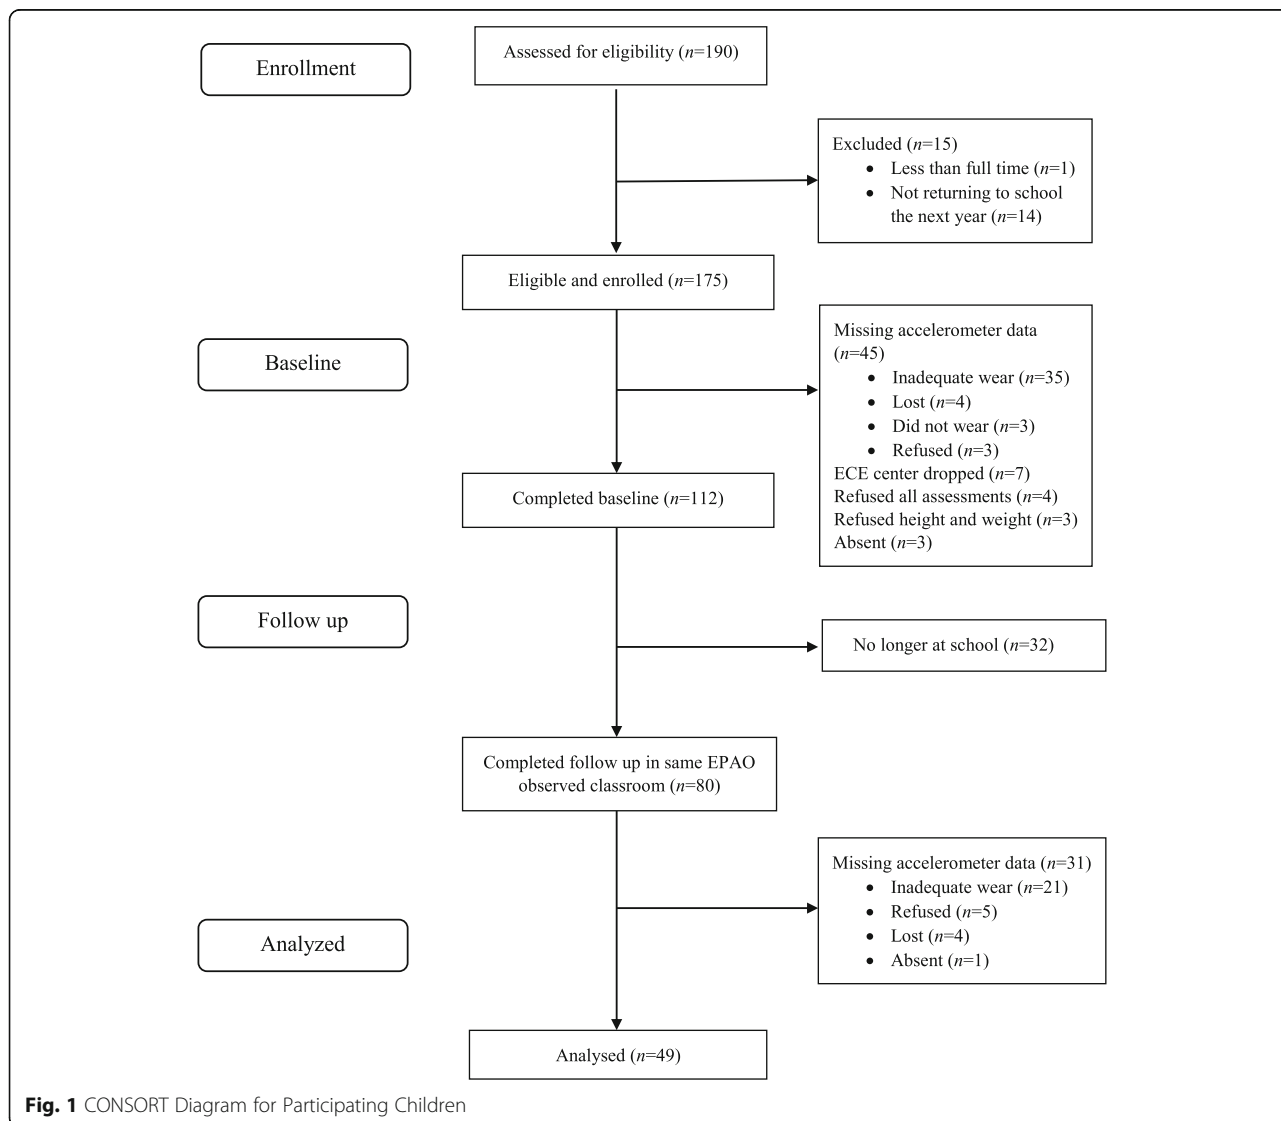 Enrollment
Assessed for eligibility (n=190)
Excluded (n=15)
• Less than full time (n=1)
• Not returning to school
the next year (n=14)
Eligible and enrolled (n=175)
Baseline
Missing accelerometer data
(n=45)
• Inadequate wear (n=35)
• Lost (n=4)
• Did not wear (n=3)
• Refused (n=3)
ECE center dropped (n=7)
Refused all assessments (n=4)
Refused height and weight (n=3)
Absent (n=3)
Completed baseline (n=112)
Follow up
No longer at school (n=32)
Completed follow up in same EPAO
observed classroom (n=80)
Missing accelerometer data (n=31)
• Inadequate wear (n=21)
• Refused (n=5)
• Lost (n=4)
• Absent (n=1)
Analyzed
Analysed (n=49)
Fig. 1 CONSORT Diagram for Participating Children